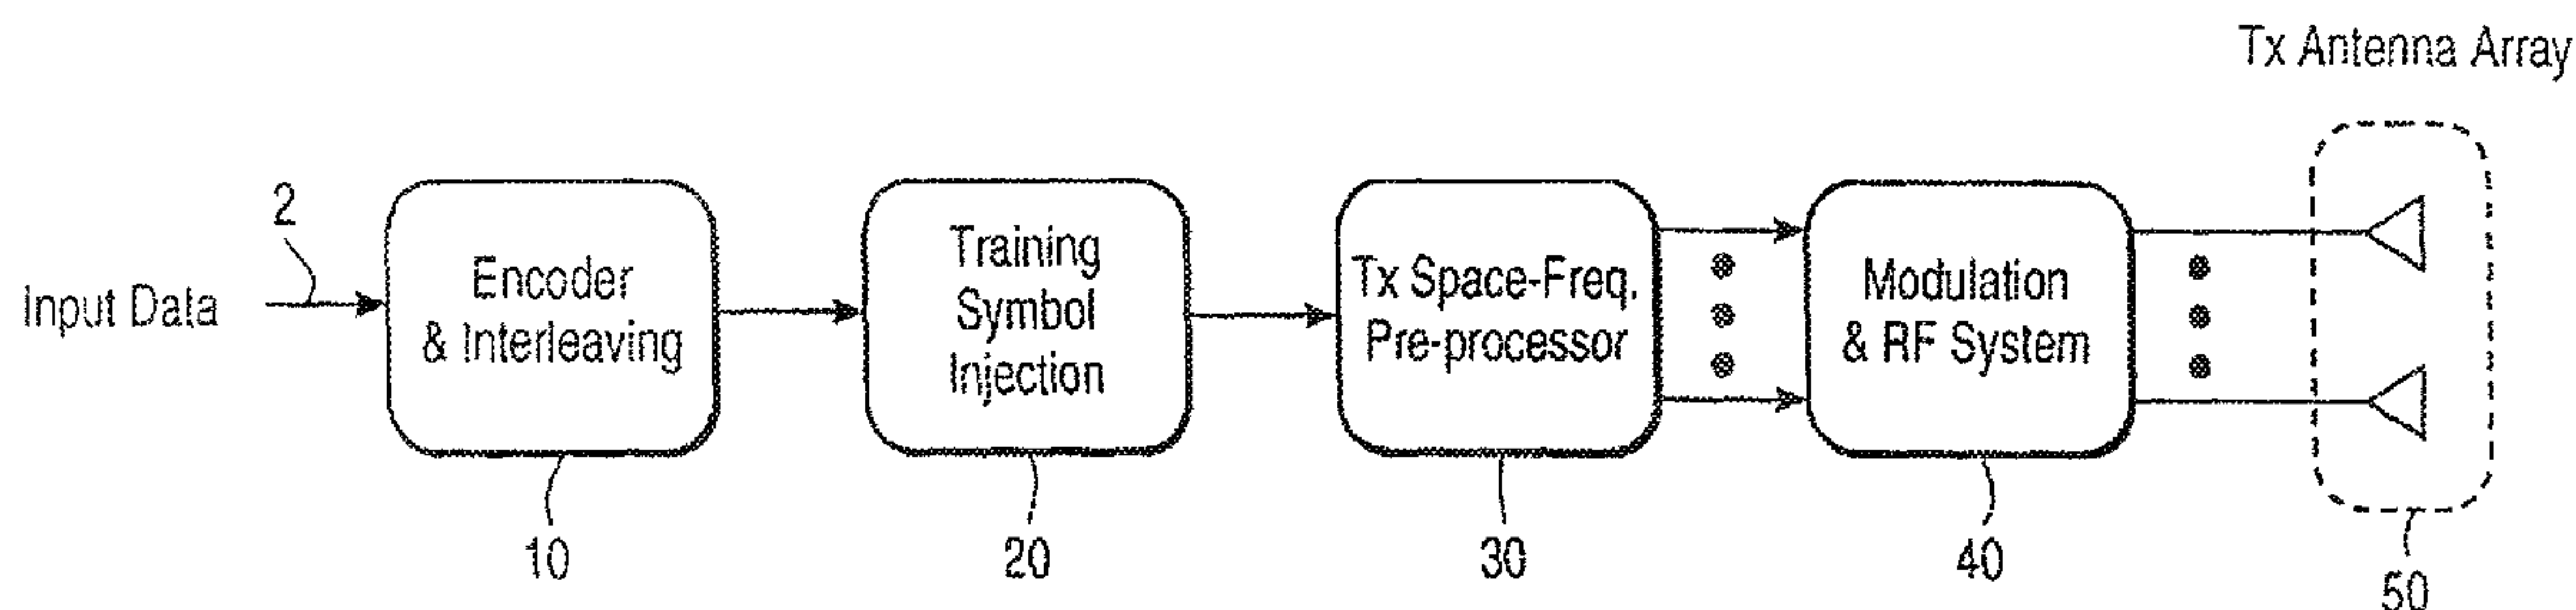 Tx Antenna Array
2
Input Data
Encoder
& Interleaving
Training
Symbol
Injection
Tx Space-Freq.
Pre-processor
Modulation
& RF System
10
20
30
40
50